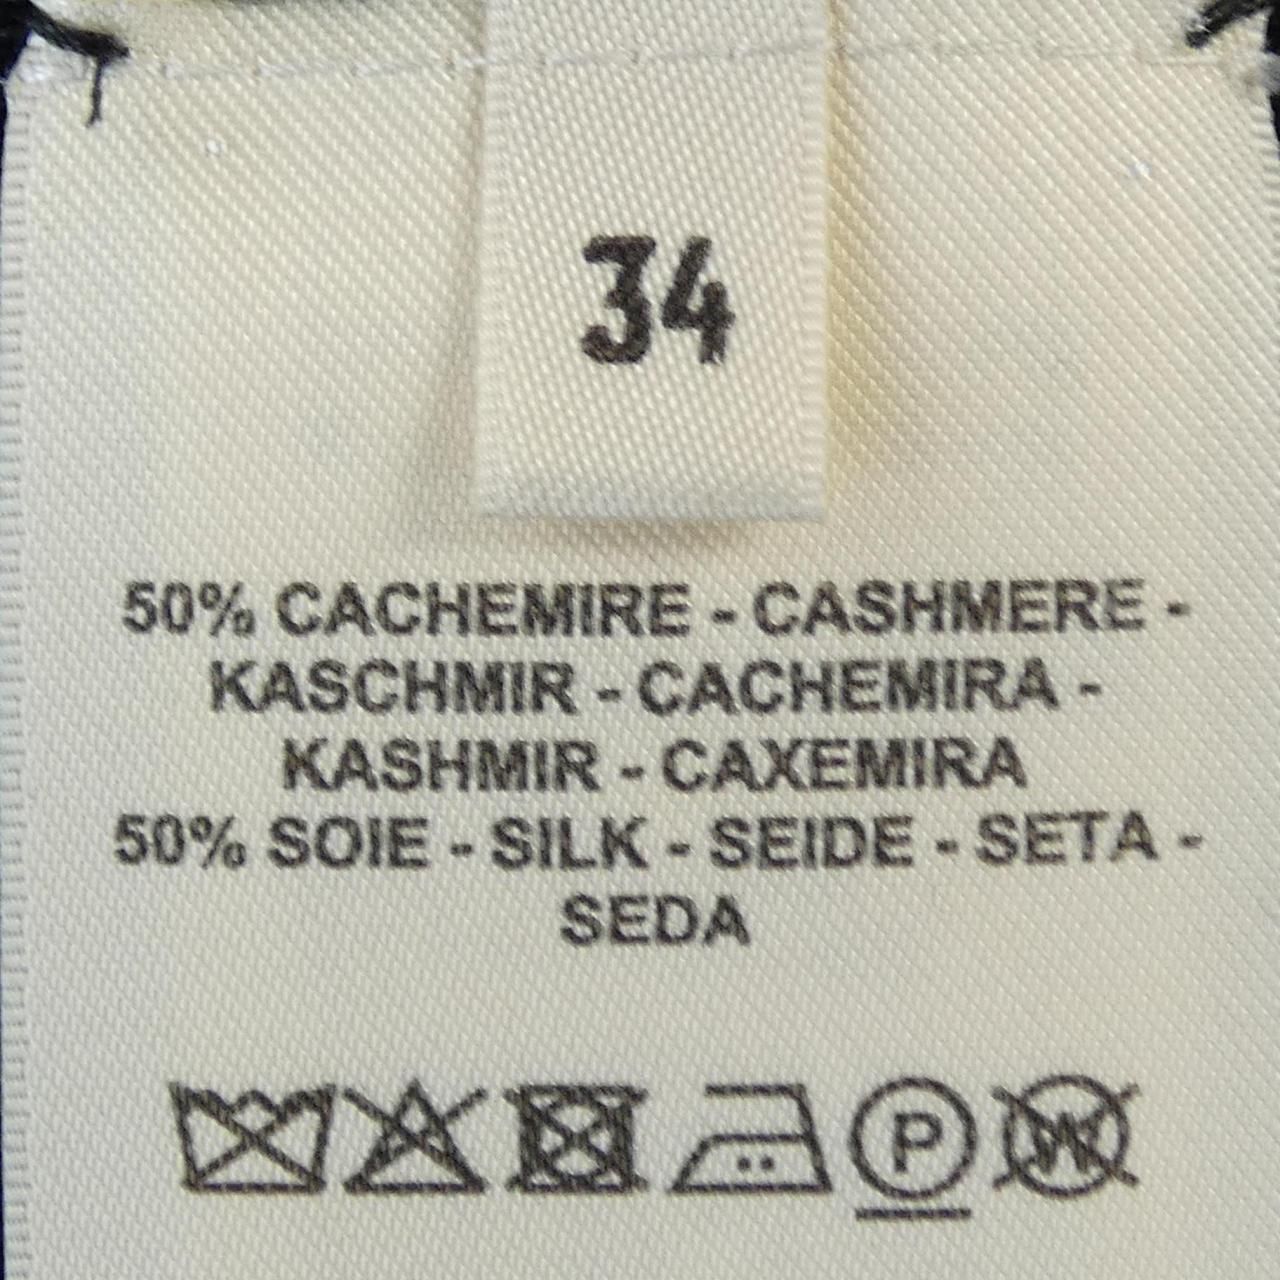 34
50% CACHEMIRE - CASHMERE -
KASCHMIR - CACHEMIRA -
KASHMIR - CAXEMIRA
50% SOIE - SILK - SEIDE - SETA -
SEDA
P W